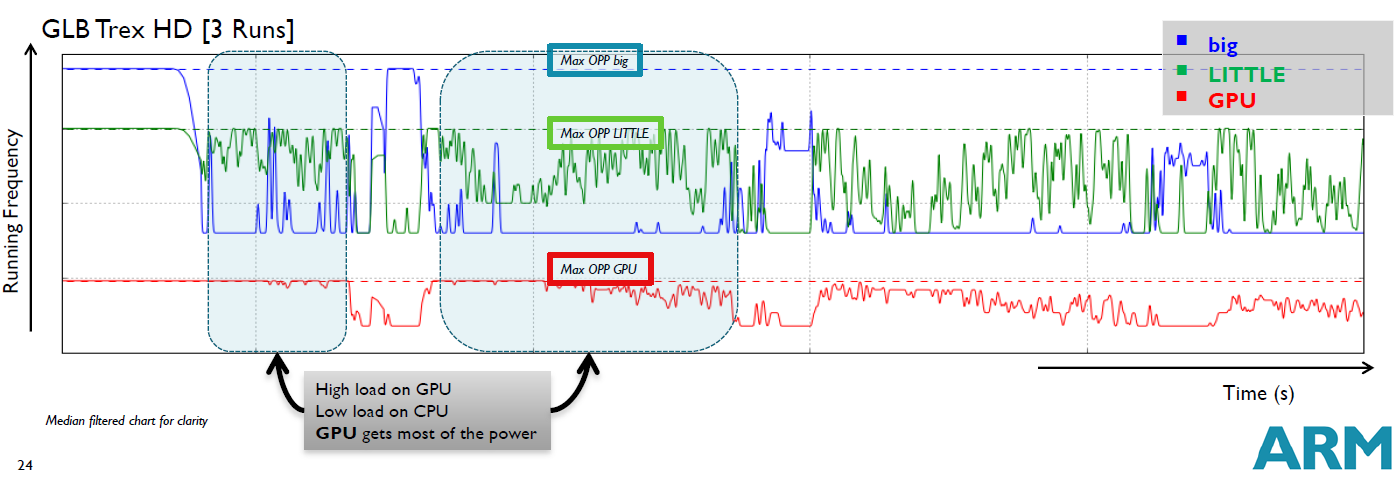 GLB Trex HD [3 Runs]
big
LITTLE
GPU
Max OPP big
Max OPP LITTLE
Max OPP GPU
Running Frequency
High load on GPU
Low load on CPU
GPU gets most of the power
Time (s)
Median filtered chart for clarity
24
ARM